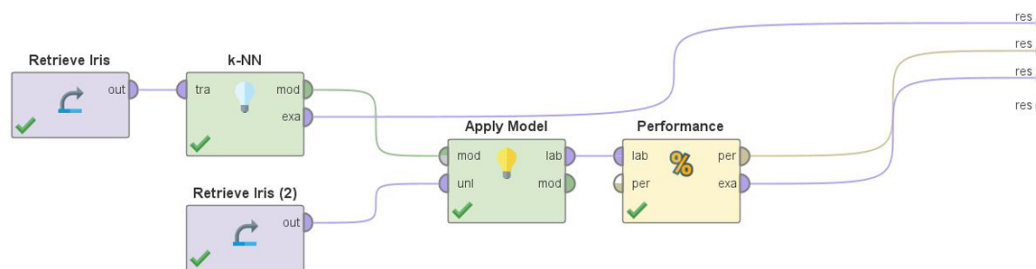 res
res
Retrieve Iris
k-NN
out
tra
mod
res
exa
res
Apply Model
Performance
mod
lab
lab
per
unl
mod
per
exa
Retrieve Iris (2)
out
%